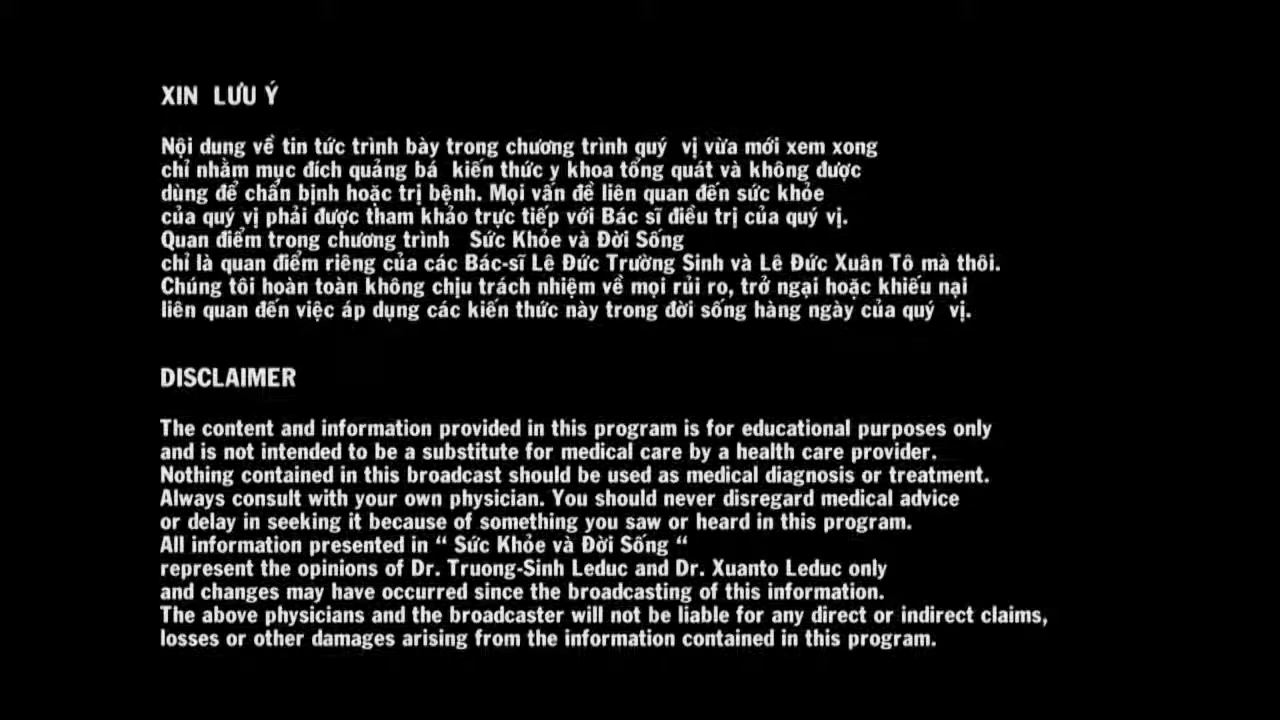 XIN LƯU Ý
Nội dung về tin tức trình bày trong chương trình quý vị vừa mới xem xong
chỉ nhằm mục đích quảng bá kiến thức y khoa tổng quát và không được
dùng để chẩn bịnh hoặc trị bệnh. Mọi vấn đề liên quan đến sức khỏe
của quý vị phải được tham khảo trực tiếp với Bác sĩ điều trị của quý vị.
Quan điểm trong chương trình Sức Khỏe và Đời Sống
chỉ là quan điểm riêng của các Bác-sĩ Lê Đức Trường Sinh và Lê Đức Xuân Tô mà thôi.
Chúng tôi hoàn toàn không chịu trách nhiệm về mọi rủi ro, trở ngại hoặc khiếu nại
liên quan đến việc áp dụng các kiến thức này trong đời sống hàng ngày của quý vị.
DISCLAIMER
The content and information provided in this program is for educational purposes only
and is not intended to be a substitute for medical care by a health care provider.
Nothing contained in this broadcast should be used as medical diagnosis or treatment.
Always consult with your own physician. You should never disregard medical advice
or delay in seeking it because of something you saw or heard in this program.
All information presented in “ Sức Khỏe và Đời Sống “
represent the opinions of Dr. Truong-Sinh Leduc and Dr. Xuanto Leduc only
and changes may have occurred since the broadcasting of this information.
The above physicians and the broadcaster will not be liable for any direct or indirect claims,
losses or other damages arising from the information contained in this program.